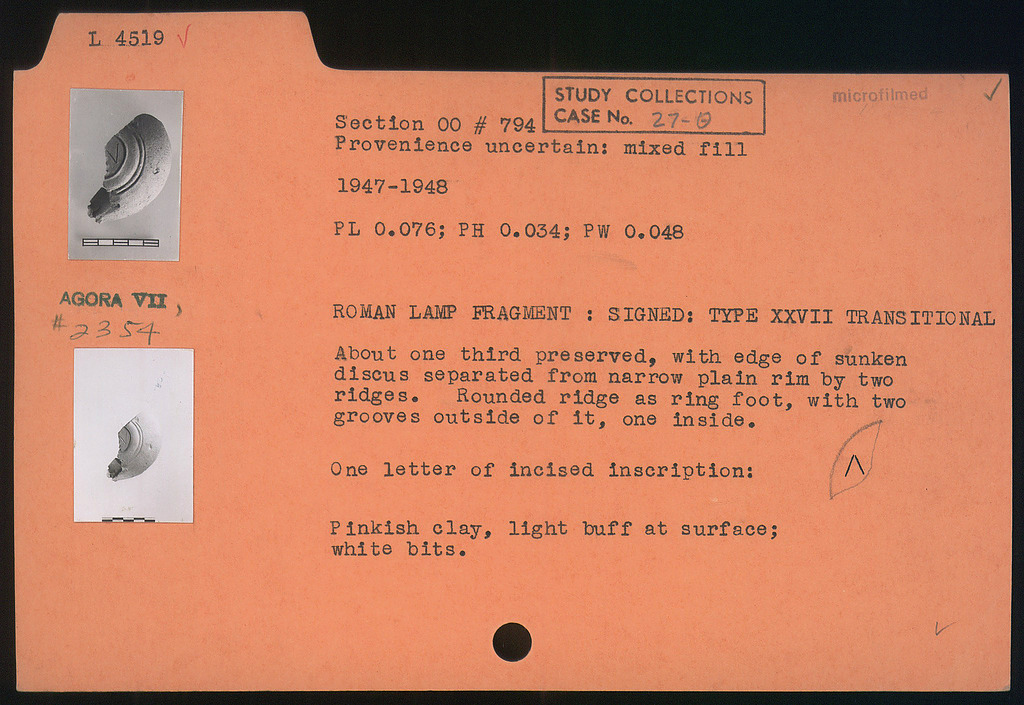 L 4519 ✓
STUDY COLLECTIONS
CASE No. 27-
microfilmed ✓
Section OO # 794
Provenience uncertain: mixed fill
1947-1948
PL 0.076; PH 0.034; PW 0.048
AGORA VII,
# 2354
ROMAN LAMP FRAGMENT : SIGNED: TYPE XXVII TRANSITIONAL
About one third preserved, with edge of sunken
discus separated from narrow plain rim by two
ridges. Rounded ridge as ring foot, with two
grooves outside of it, one inside.
One letter of incised inscription: Λ
Pinkish clay, light buff at surface;
white bits.
✓